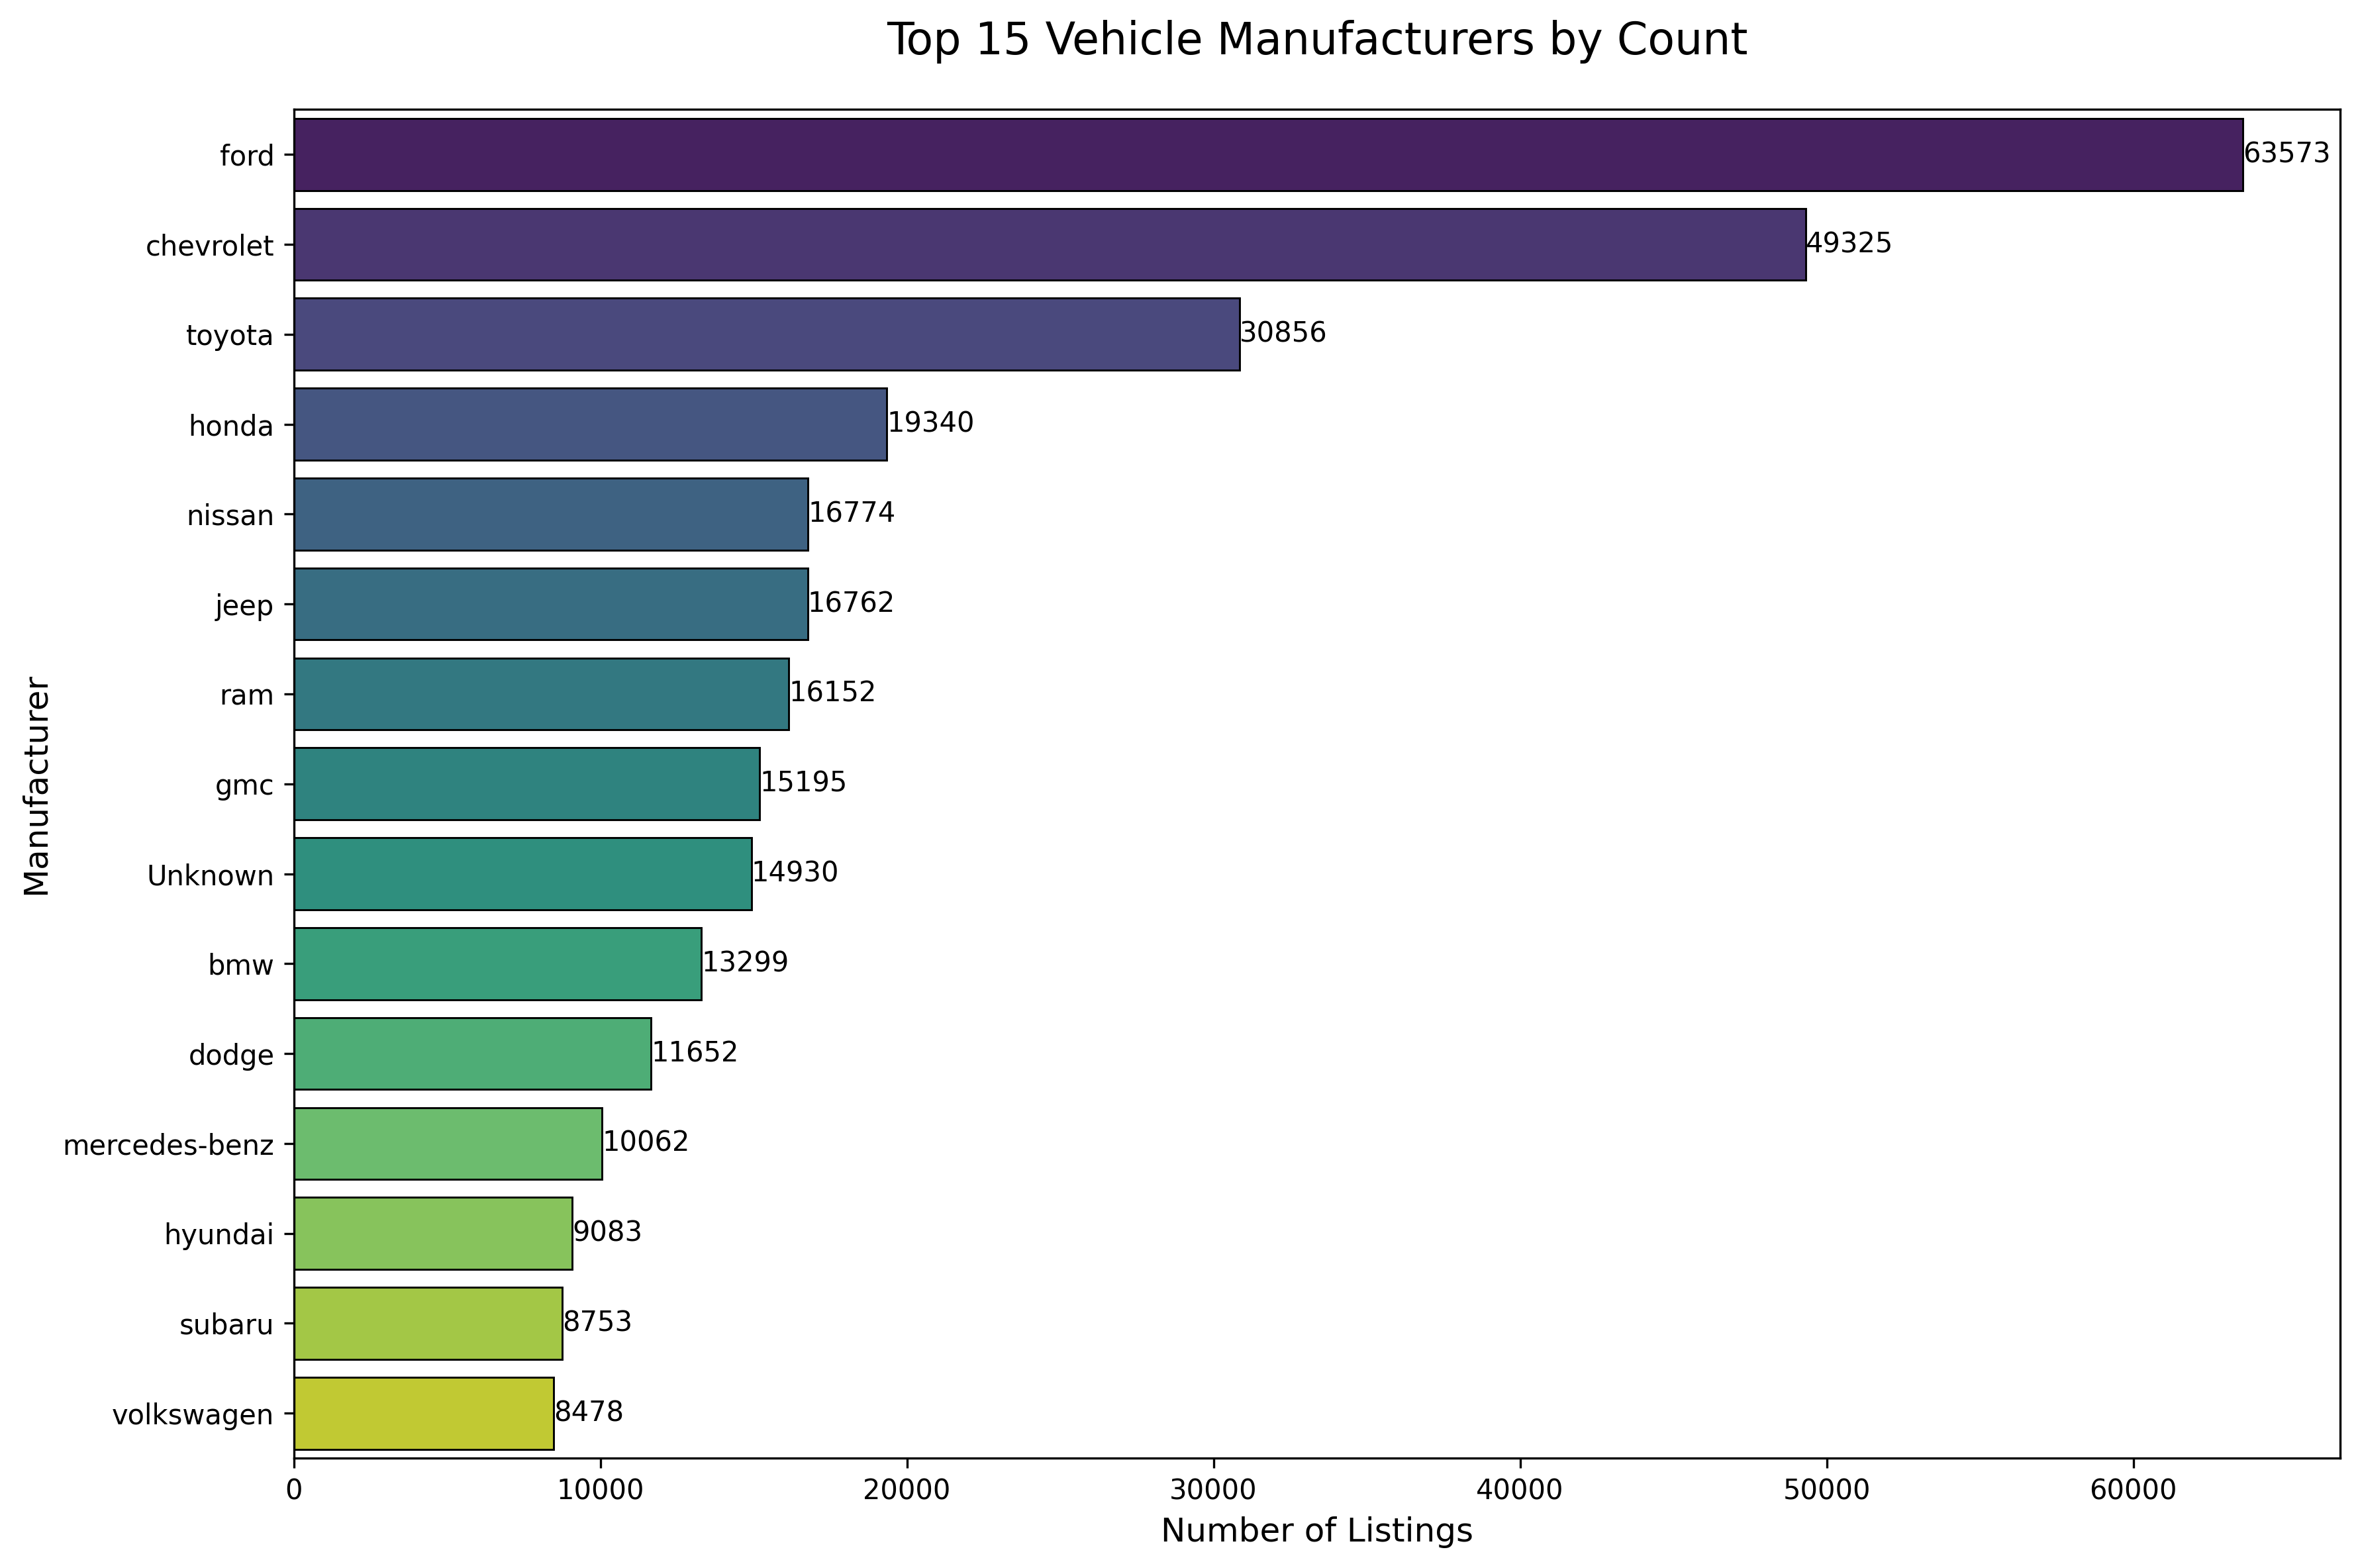 Top 15 Vehicle Manufacturers by Count
ford 63573
chevrolet 49325
toyota 30856
honda 19340
nissan 16774
jeep 16762
ram 16152
gmc 15195
Unknown 14930
bmw 13299
dodge 11652
mercedes-benz 10062
hyundai 9083
subaru 8753
volkswagen 8478
Manufacturer
0 10000 20000 30000 40000 50000 60000
Number of Listings